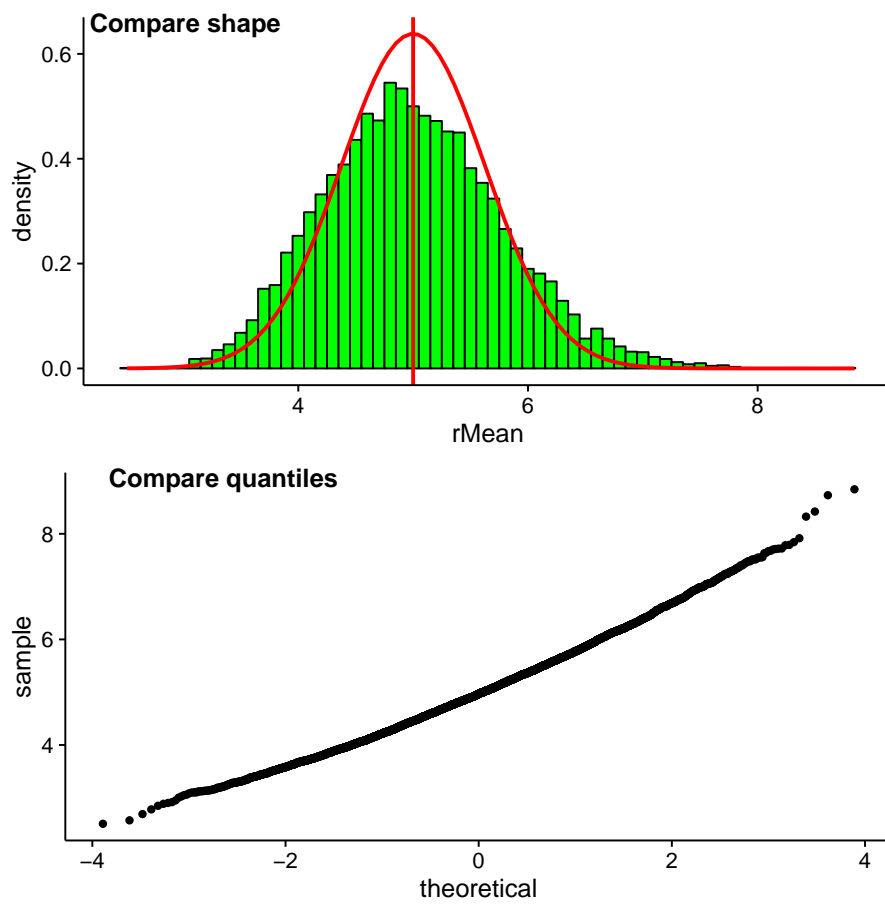 Compare shape
density
0.6
0.4
0.2
0.0
4 6 8
rMean
Compare quantiles
sample
8
6
4
−4 −2 0 2 4
theoretical